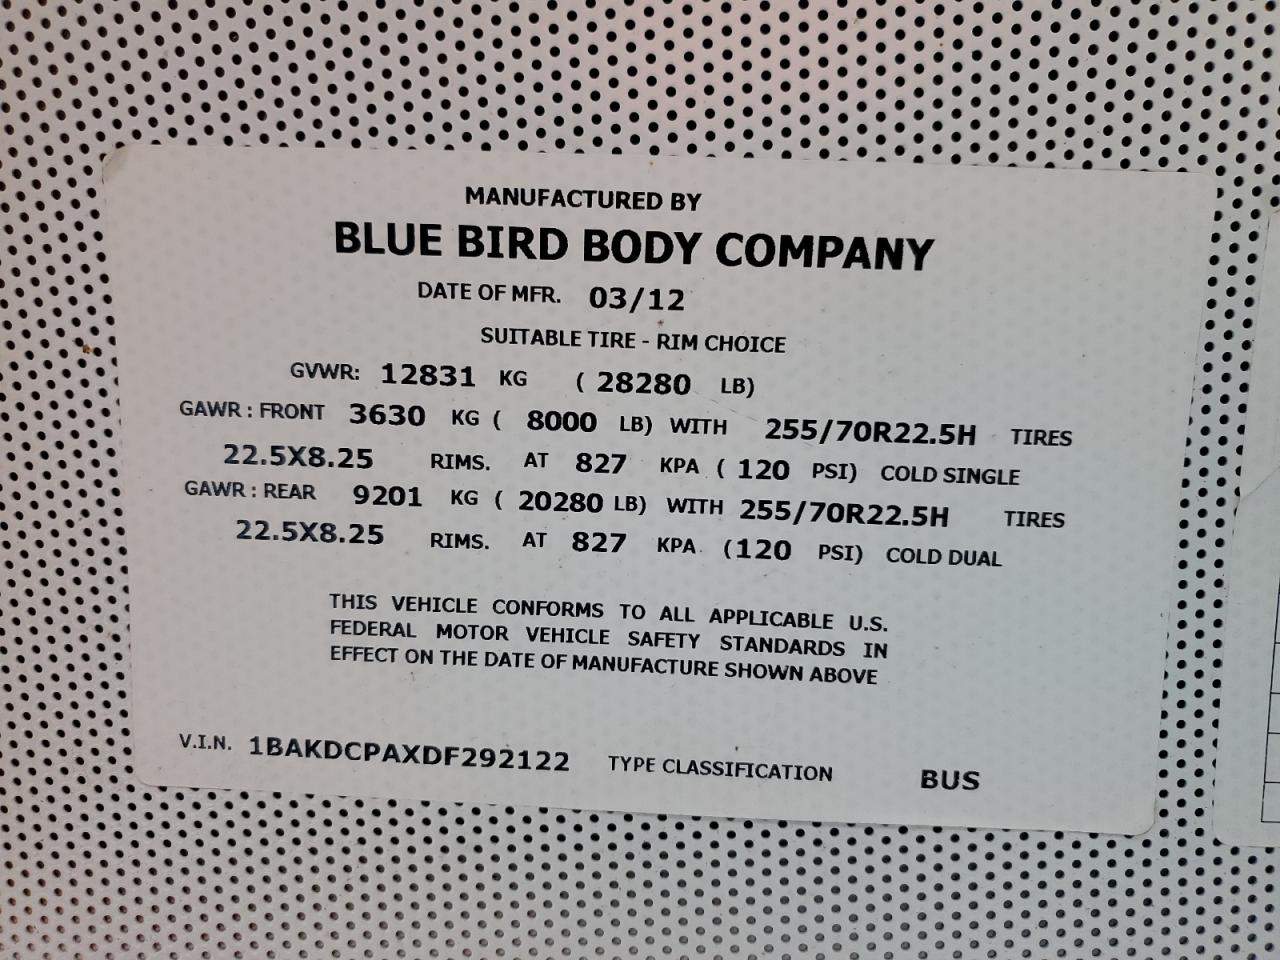 MANUFACTURED BY
BLUE BIRD BODY COMPANY
DATE OF MFR. 03/12
SUITABLE TIRE - RIM CHOICE
GVWR: 12831 KG ( 28280 LB)
GAWR : FRONT 3630 KG ( 8000 LB) WITH 255/70R22.5H TIRES
22.5X8.25 RIMS. AT 827 KPA ( 120 PSI) COLD SINGLE
GAWR : REAR 9201 KG ( 20280 LB) WITH 255/70R22.5H TIRES
22.5X8.25 RIMS. AT 827 KPA. (120 PSI) COLD DUAL
THIS VEHICLE CONFORMS TO ALL APPLICABLE U.S.
FEDERAL MOTOR VEHICLE SAFETY STANDARDS IN
EFFECT ON THE DATE OF MANUFACTURE SHOWN ABOVE
V.I.N. 1BAKDCPAXDF292122 TYPE CLASSIFICATION BUS